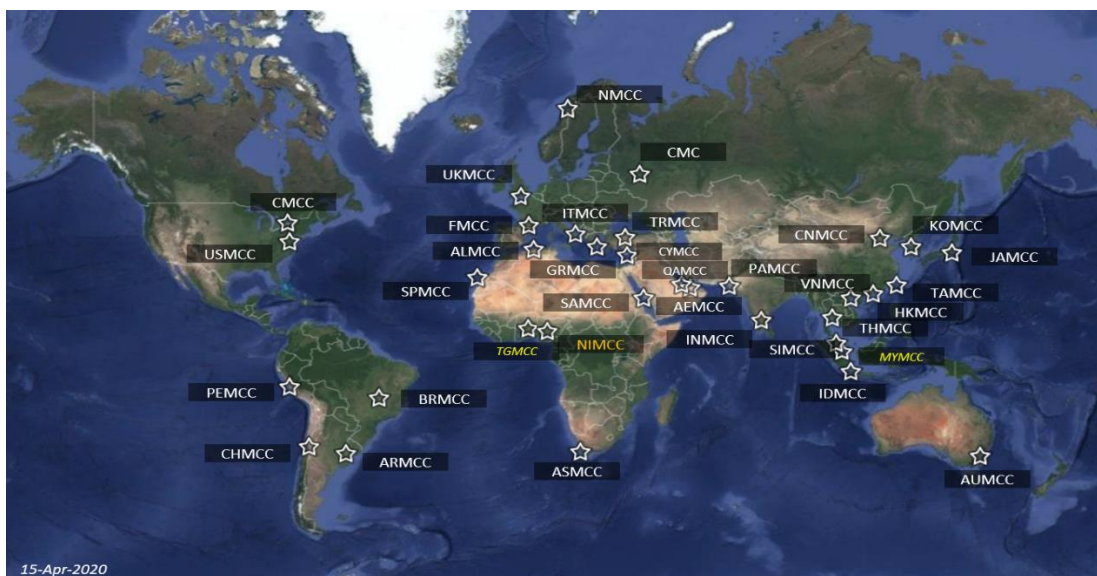 NMCC
CMC
UKMCC
CMCC
ITMCC
TRMCC
FMCC
KOMCC
CNMCC
USMCC
ALMCC
CYMCC
JAMCC
GRMCC
QAMCC
PAMCC
VNMCC
SPMCC
TAMCC
SAMCC
AEMCC
HKMCC
THMCC
INMCC
TGMCC
NIMCC
SIMCC
MYMCC
PEMCC
BRMCC
IDMCC
CHMCC
ARMCC
ASMCC
AUMCC
15-Apr-2020